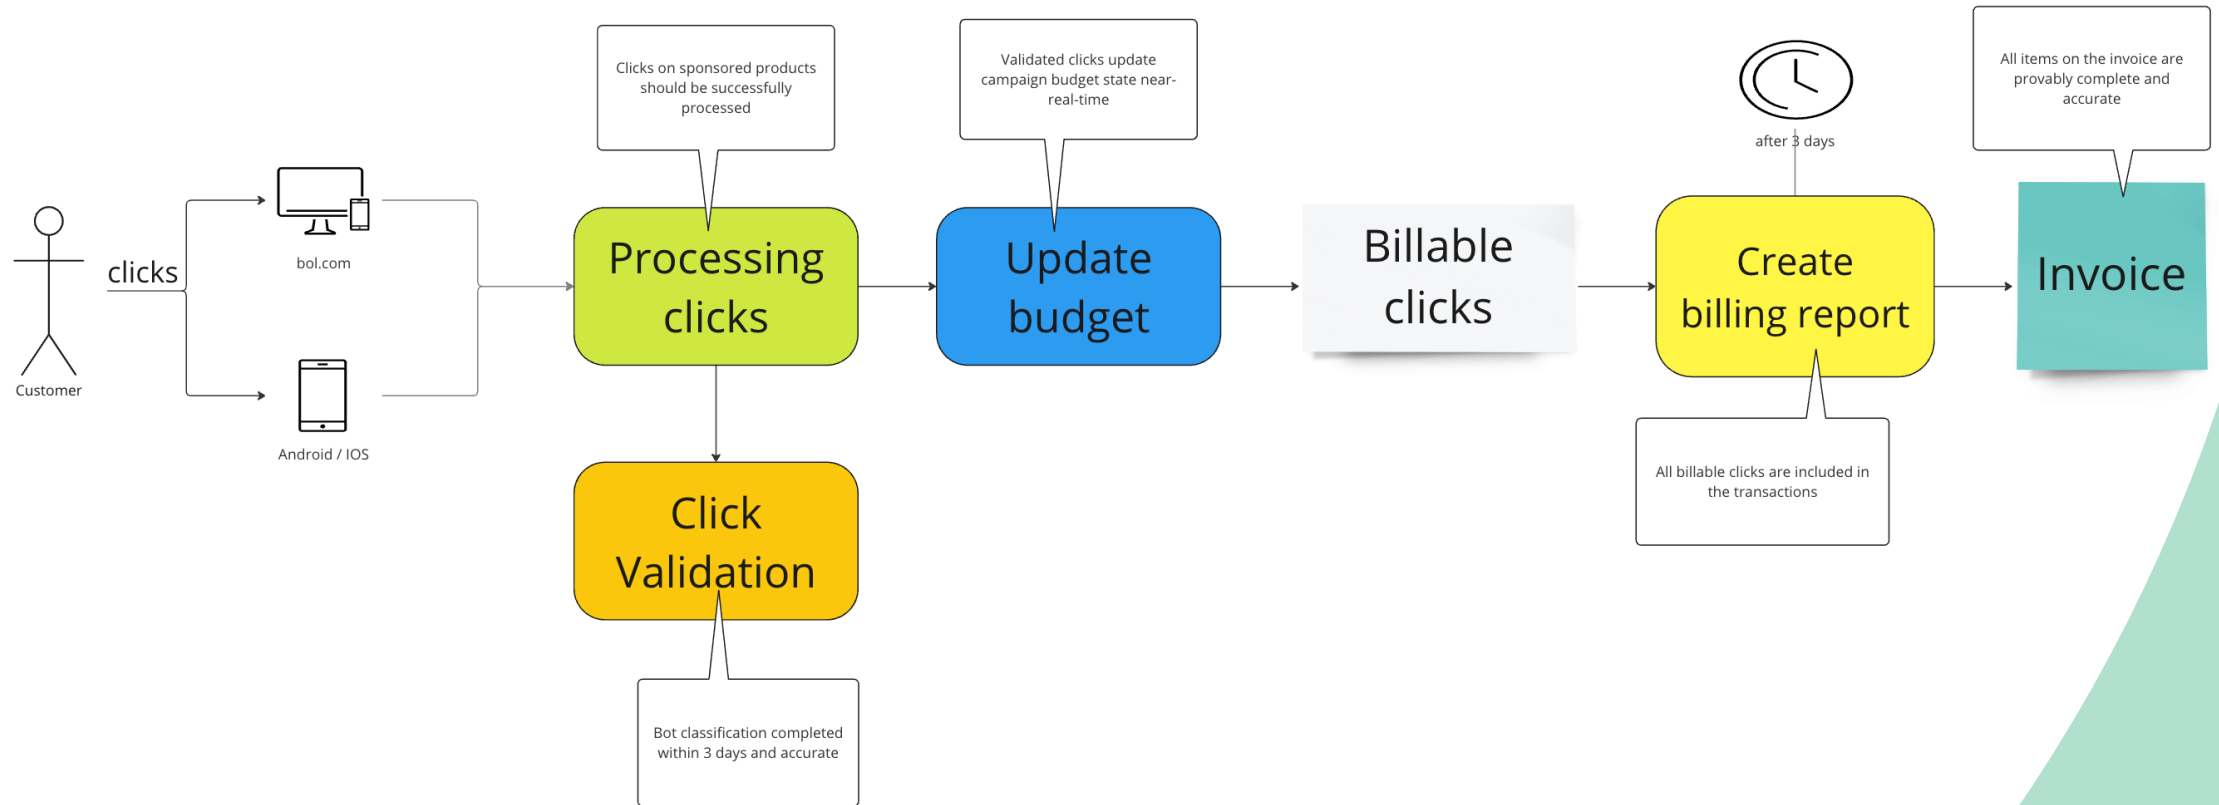 Clicks on sponsored products
should be successfully
processed
Validated clicks update
campaign budget state near-
real-time
after 3 days
All items on the invoice are
provably complete and
accurate
Customer
clicks
bol.com
Android / IOS
Processing
clicks
Update
budget
Billable
clicks
Create
billing report
Invoice
Click
Validation
All billable clicks are included in
the transactions
Bot classification completed
within 3 days and accurate